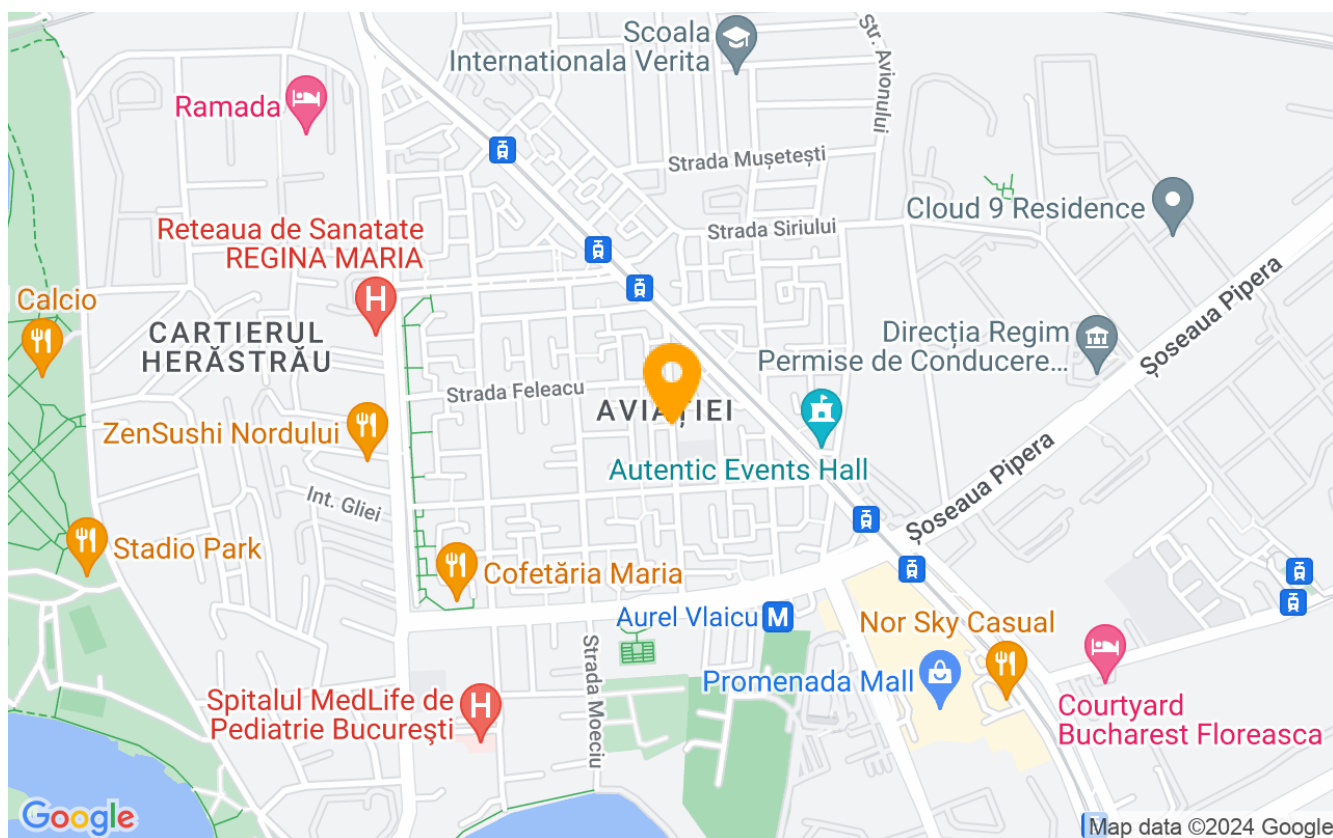 Scoala
Internationala Verita
Str. Avionului
Ramada
Strada Mușetești
Cloud 9 Residence
Strada Siriului
Reteaua de Sanatate
REGINA MARIA
H
Calcio
CARTIERUL
HERĂSTRĂU
Șoseaua Pipera
Direcția Regim
Permise de Conducere...
Strada Feleacu
AVIAȚIEI
ZenSushi Nordului
Autentic Events Hall
Int. Gliei
Șoseaua Pipera
Stadio Park
Cofetăria Maria
Aurel Vlaicu M
Nor Sky Casual
Strada Moeciu
Promenada Mall
Spitalul MedLife de
Pediatrie Bucureşti
H
Courtyard
Bucharest Floreasca
Google
Map data ©2024 Google